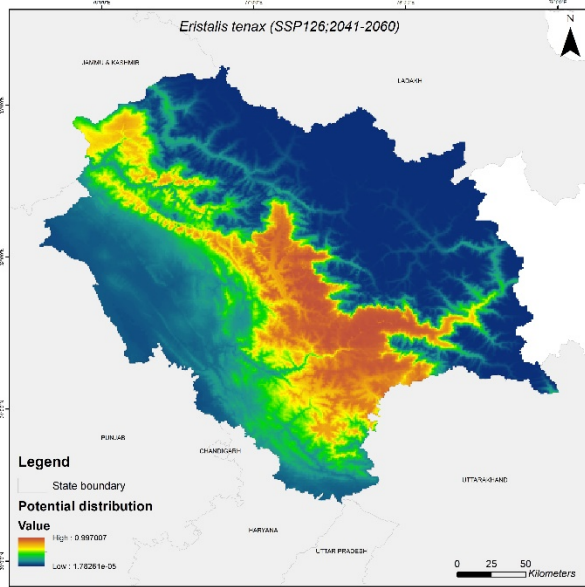 Eristalis tenax (SSP126;2041-2060)
N
JAMMU & KASHMIR
LADAKH
PUNJAB
CHANDIGARH
UTTARAKHAND
HARYANA
UTTAR PRADESH
Legend
State boundary
Potential distribution
Value
High : 0.997007
Low : 1.78261e-05
0 25 50
Kilometers